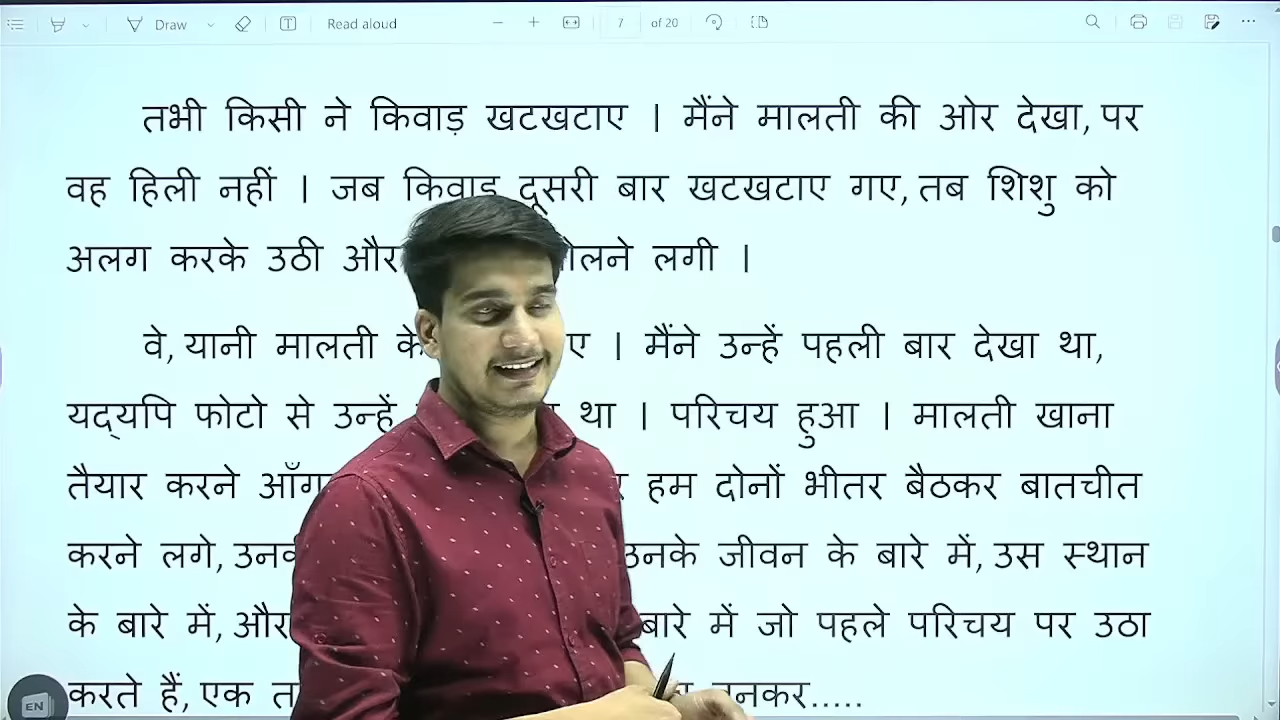 Draw Read aloud 7 of 20
तभी किसी ने किवाड़ खटखटाए । मैंने मालती की ओर देखा, पर
वह हिली नहीं । जब किवाड़ दूसरी बार खटखटाए गए, तब शिशु को
अलग करके उठी और लगी ।
वे, यानी मालती के । मैंने उन्हें पहली बार देखा था,
यद्यपि फोटो से उन्हें था । परिचय हुआ । मालती खाना
तैयार करने हम दोनों भीतर बैठकर बातचीत
करने लगे, उनके जीवन के बारे में, उस स्थान
के बारे में, और बारे में जो पहले परिचय पर उठा
करते हैं, एक
EN